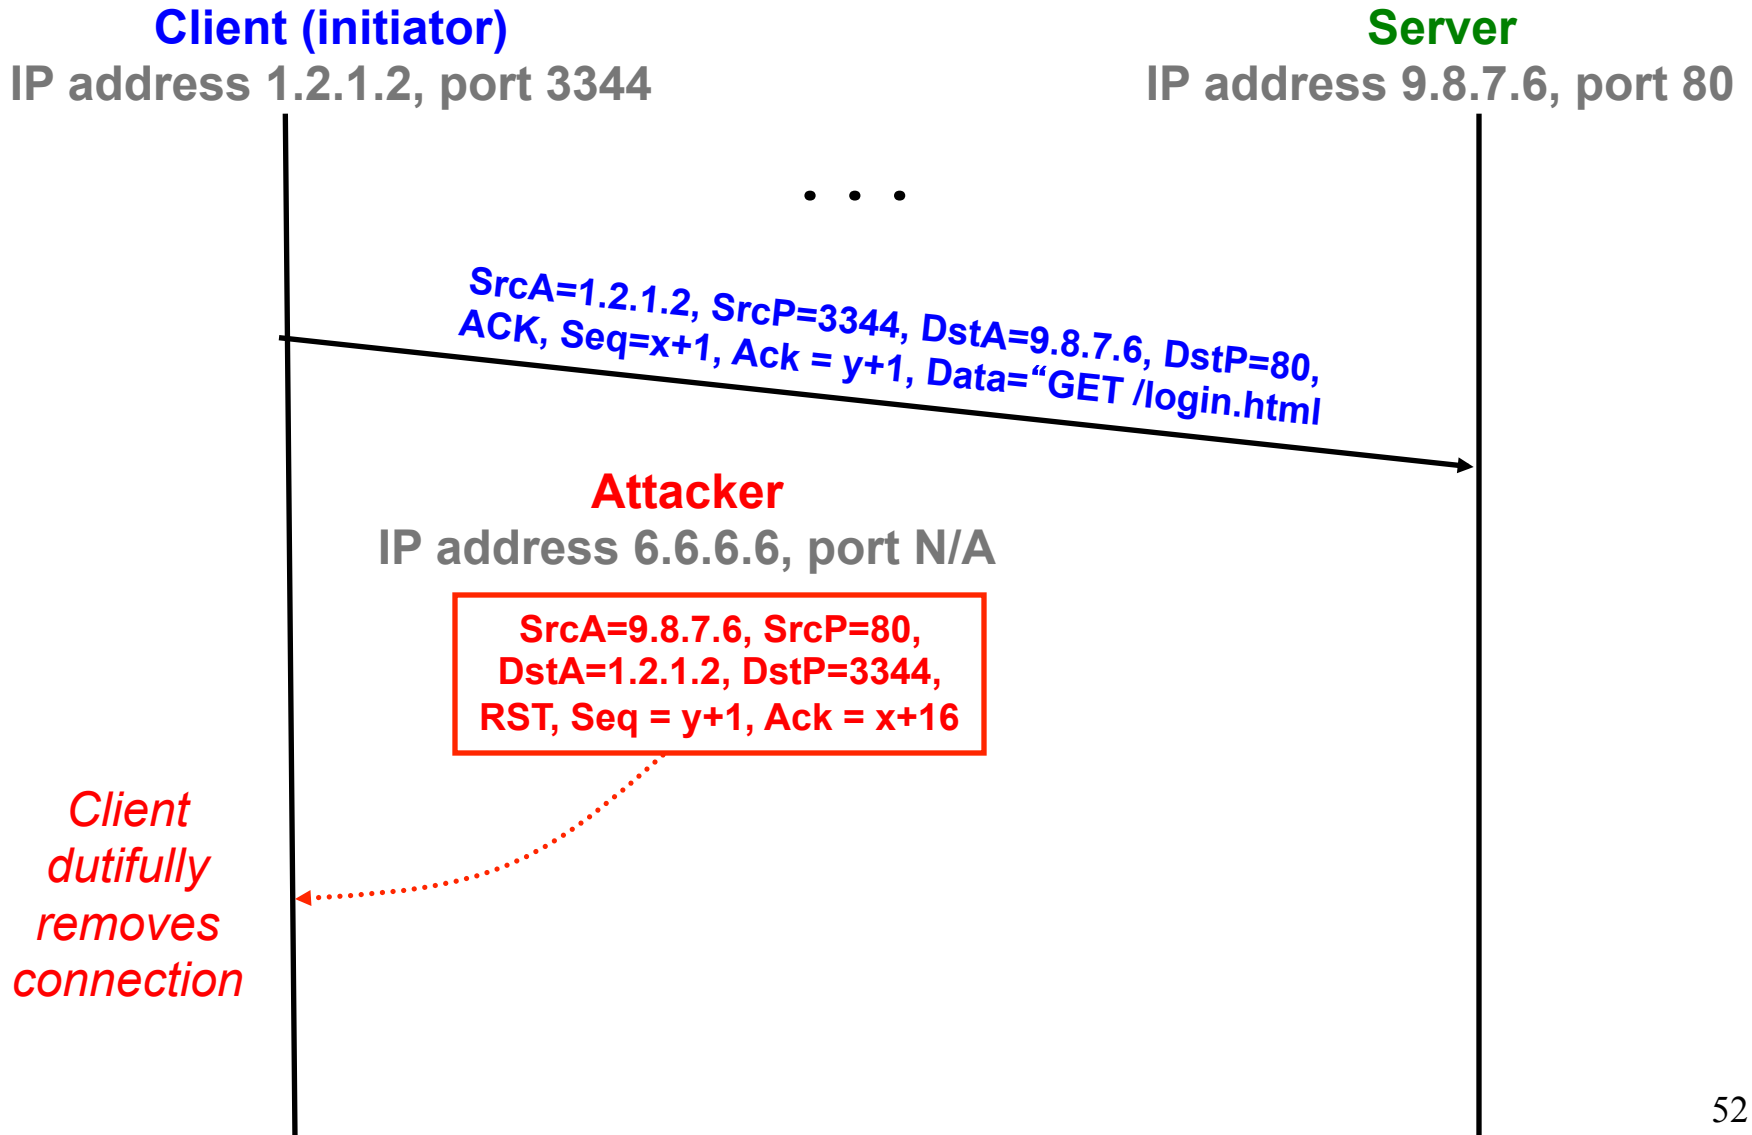 Client (initiator)
IP address 1.2.1.2, port 3344
Server
IP address 9.8.7.6, port 80
. . .
SrcA=1.2.1.2, SrcP=3344, DstA=9.8.7.6, DstP=80,
ACK, Seq=x+1, Ack = y+1, Data=“GET /login.html
Attacker
IP address 6.6.6.6, port N/A
SrcA=9.8.7.6, SrcP=80,
DstA=1.2.1.2, DstP=3344,
RST, Seq = y+1, Ack = x+16
Client
dutifully
removes
connection
52